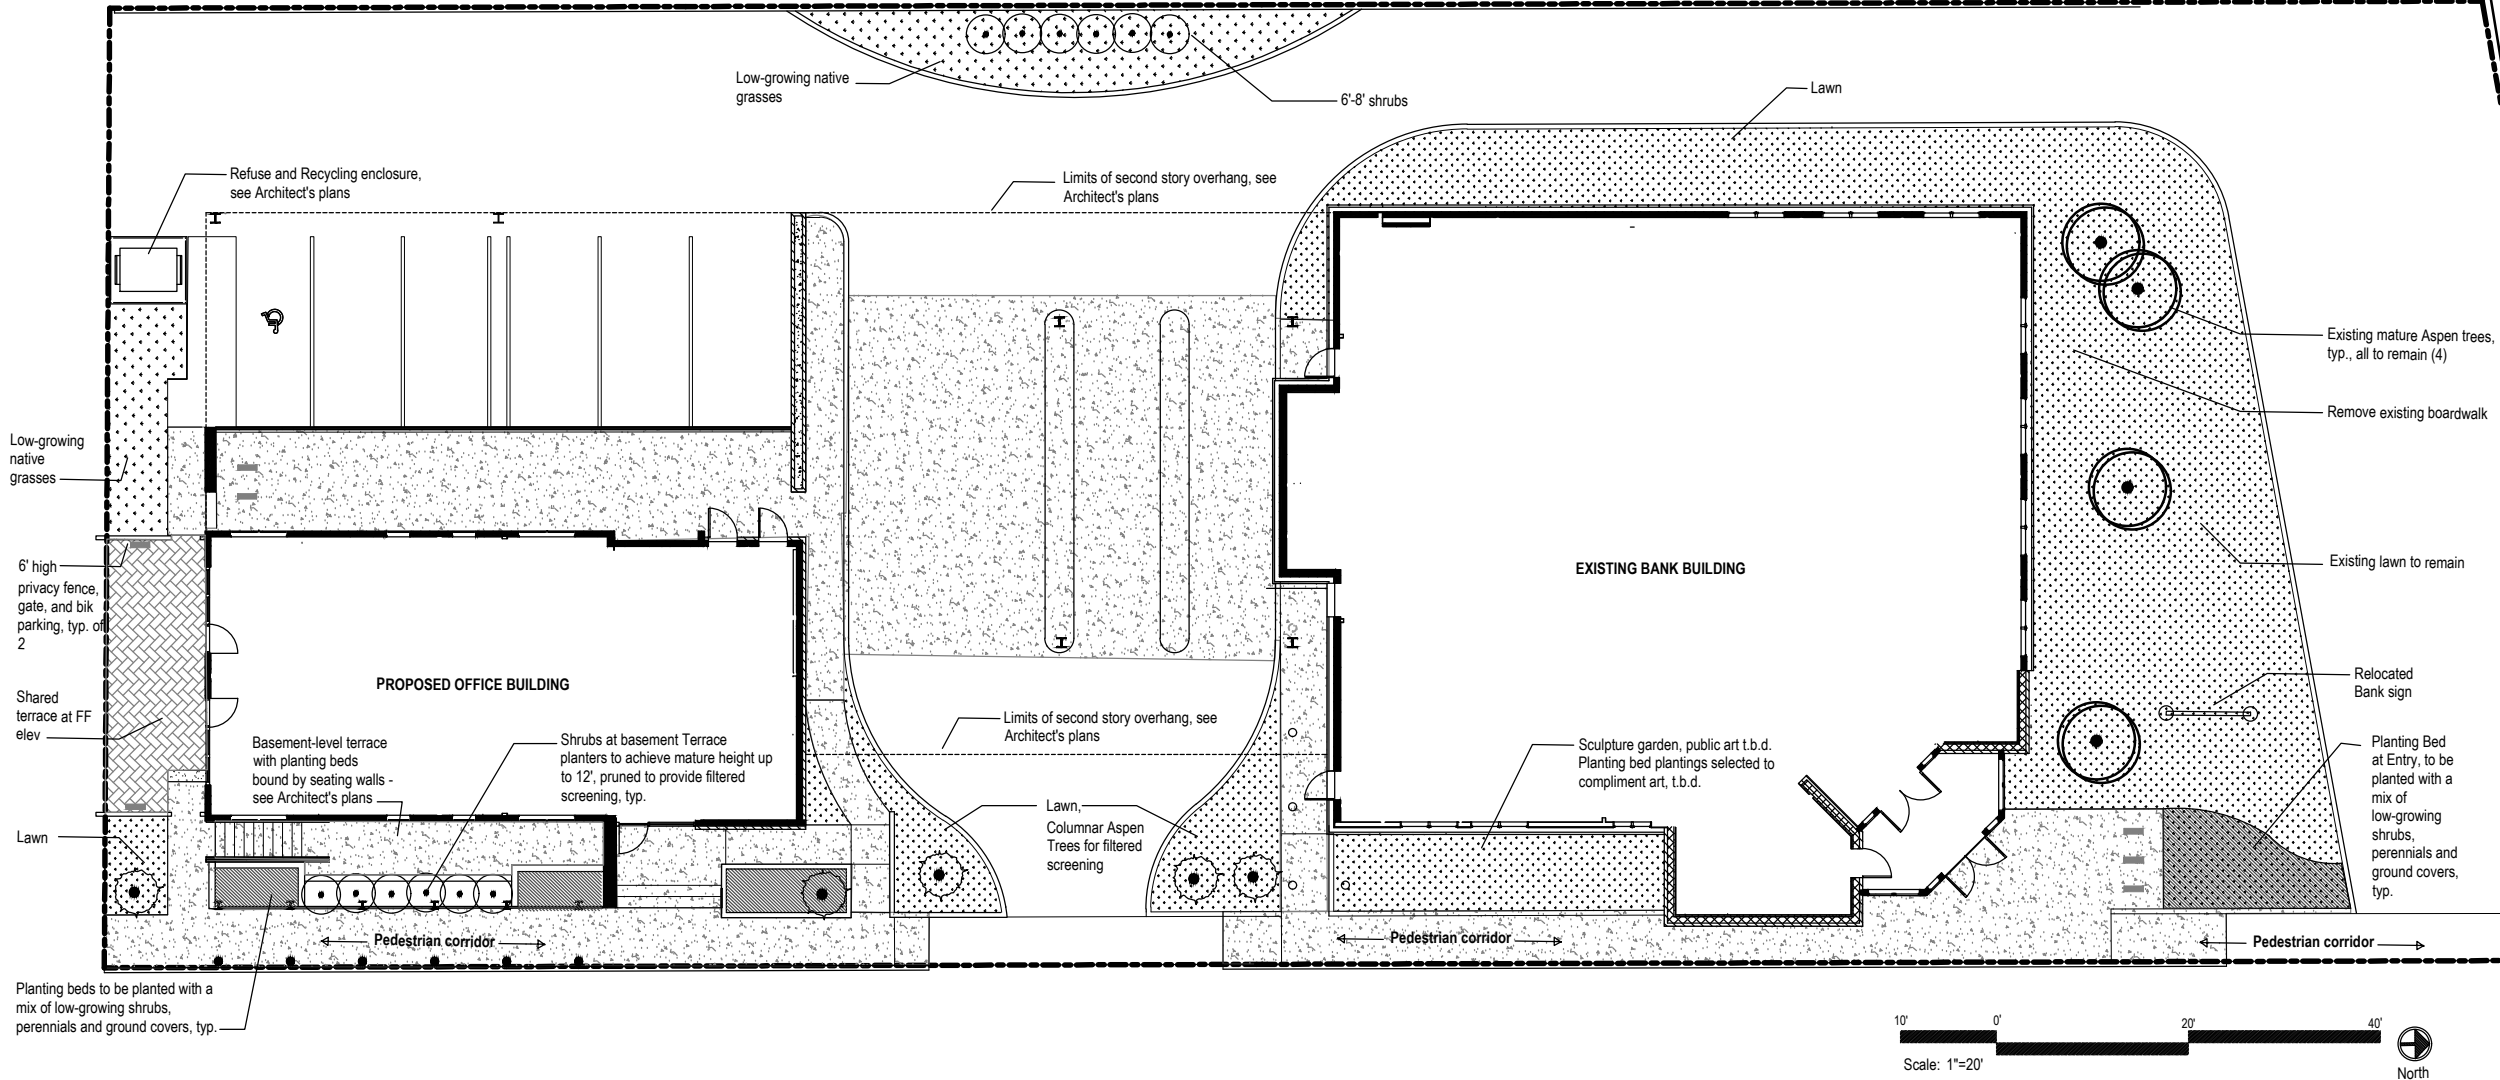 Low-growing native
grasses
6'-8' shrubs
Lawn
Refuse and Recycling enclosure,
see Architect's plans
Limits of second story overhang, see
Architect's plans
Existing mature Aspen trees,
typ., all to remain (4)
Remove existing boardwalk
Low-growing
native
grasses
6' high
privacy fence,
gate, and bik
parking, typ. of
2
EXISTING BANK BUILDING
Existing lawn to remain
PROPOSED OFFICE BUILDING
Shared
terrace at FF
elev
Relocated
Bank sign
Basement-level terrace
with planting beds
bound by seating walls -
see Architect's plans
Shrubs at basement Terrace
planters to achieve mature height up
to 12', pruned to provide filtered
screening, typ.
Limits of second story overhang, see
Architect's plans
Sculpture garden, public art t.b.d.
Planting bed plantings selected to
compliment art, t.b.d.
Planting Bed
at Entry, to be
planted with a
mix of
low-growing
shrubs,
perennials and
ground covers,
typ.
Lawn,
Columnar Aspen
Trees for filtered
screening
Lawn
Pedestrian corridor
Pedestrian corridor
Pedestrian corridor
Planting beds to be planted with a
mix of low-growing shrubs,
perennials and ground covers, typ.
10' 0' 20' 40'
Scale: 1"=20'
North